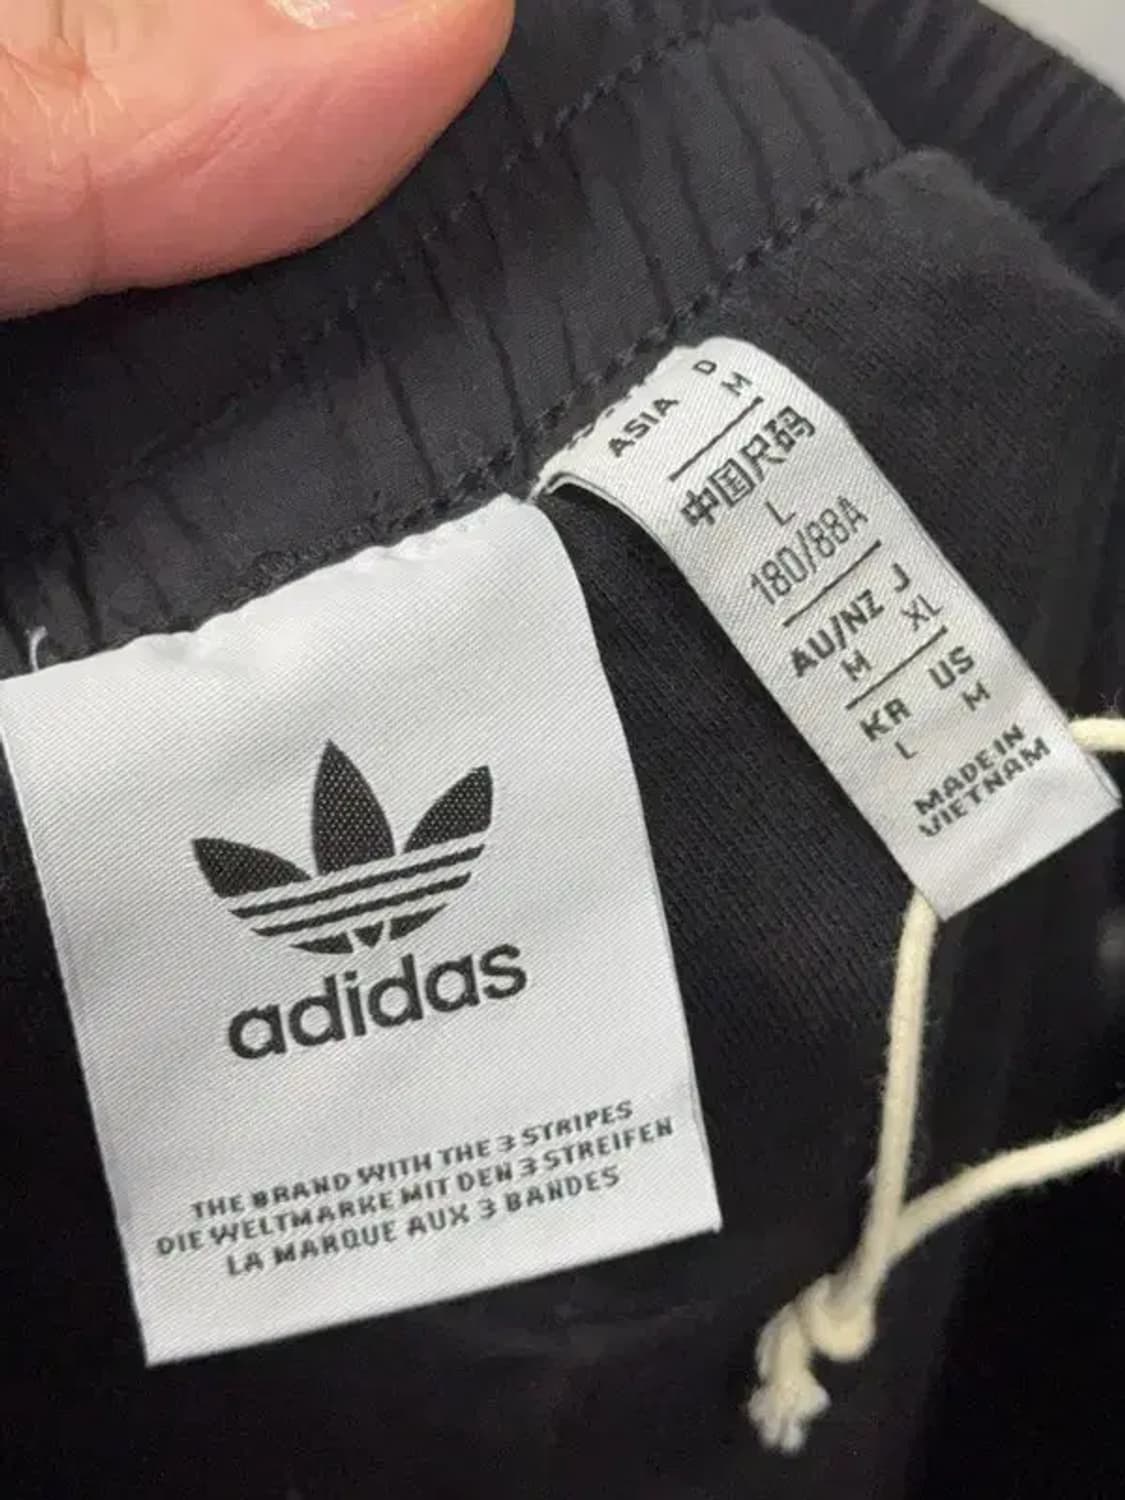 adidas
THE BRAND WITH THE 3 STRIPES
DIE WELTMARKE MIT DEN 3 STREIFEN
LA MARQUE AUX 3 BANDES
ASIA D
M
中国尺码
L
180/88A
AU/NZ J
M XL
KR US
L M
MADE IN
VIETNAM